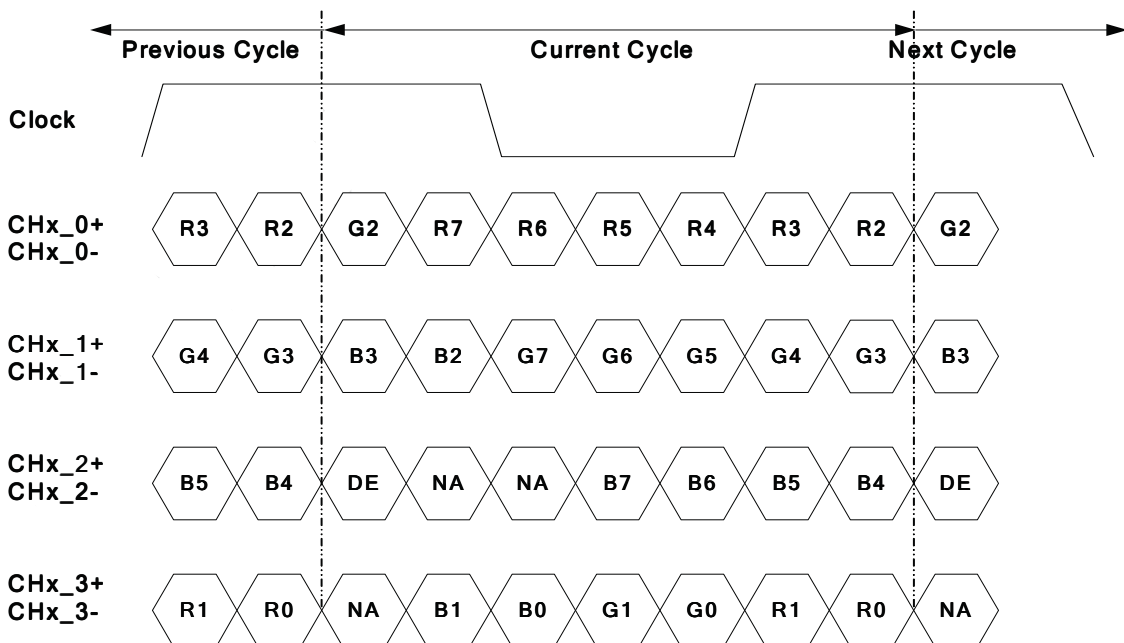 Previous Cycle Current Cycle Next Cycle
Clock
CHx_0+
CHx_0-
R3 R2 G2 R7 R6 R5 R4 R3 R2 G2
CHx_1+
CHx_1-
G4 G3 B3 B2 G7 G6 G5 G4 G3 B3
CHx_2+
CHx_2-
B5 B4 DE NA NA B7 B6 B5 B4 DE
CHx_3+
CHx_3-
R1 R0 NA B1 B0 G1 G0 R1 R0 NA